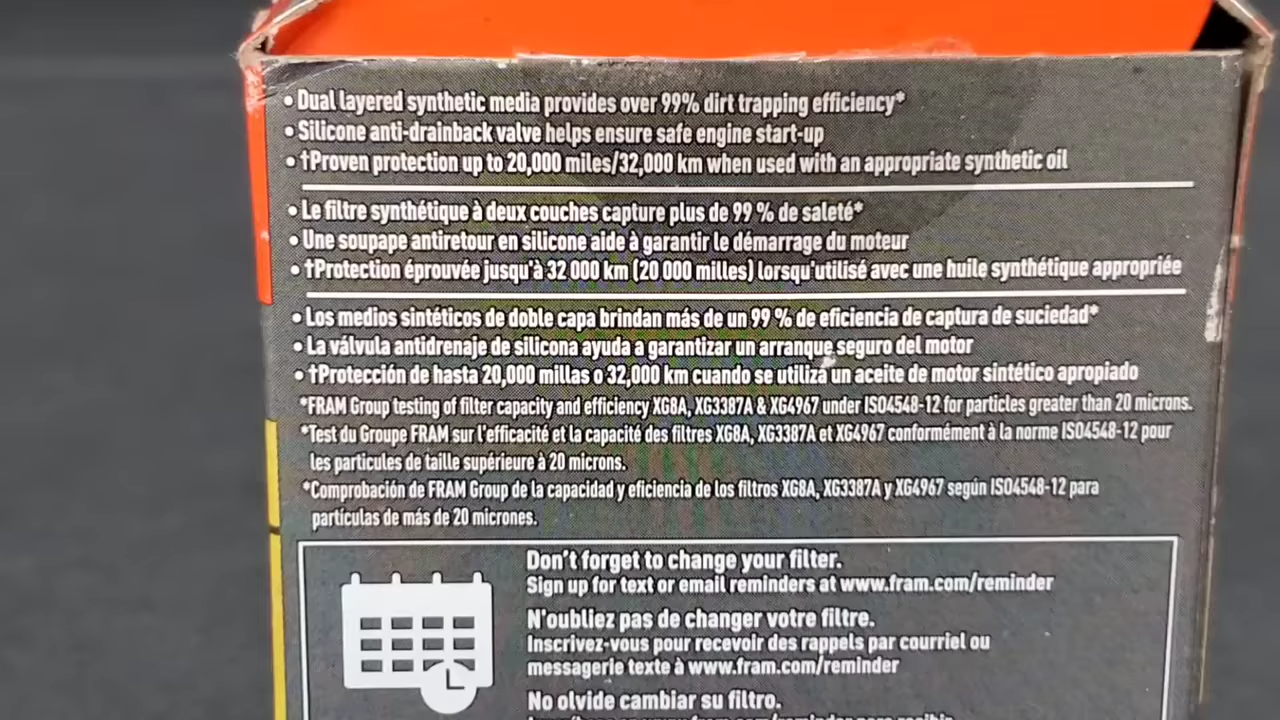 • Dual layered synthetic media provides over 99% dirt trapping efficiency*
• Silicone anti-drainback valve helps ensure safe engine start-up
• †Proven protection up to 20,000 miles/32,000 km when used with an appropriate synthetic oil
• Le filtre synthétique à deux couches capture plus de 99 % de saleté*
• Une soupape antiretour en silicone aide à garantir le démarrage du moteur
• †Protection éprouvée jusqu'à 32 000 km (20 000 milles) lorsqu'utilisé avec une huile synthétique appropriée
• Los medios sintéticos de doble capa brindan más de un 99 % de eficiencia de captura de suciedad*
• La válvula antidrenaje de silicona ayuda a garantizar un arranque seguro del motor
• †Protección de hasta 20,000 millas o 32,000 km cuando se utiliza un aceite de motor sintético apropiado
*FRAM Group testing of filter capacity and efficiency XG8A, XG3387A & XG4967 under ISO4548-12 for particles greater than 20 microns.
*Test du Groupe FRAM sur l'efficacité et la capacité des filtres XG8A, XG3387A et XG4967 conformément à la norme ISO4548-12 pour
les particules de taille supérieure à 20 microns.
*Comprobación de FRAM Group de la capacidad y eficiencia de los filtros XG8A, XG3387A y XG4967 según ISO4548-12 para
partículas de más de 20 micrones.
Don't forget to change your filter.
Sign up for text or email reminders at www.fram.com/reminder
N'oubliez pas de changer votre filtre.
Inscrivez-vous pour recevoir des rappels par courriel ou
messagerie texte à www.fram.com/reminder
No olvide cambiar su filtro.